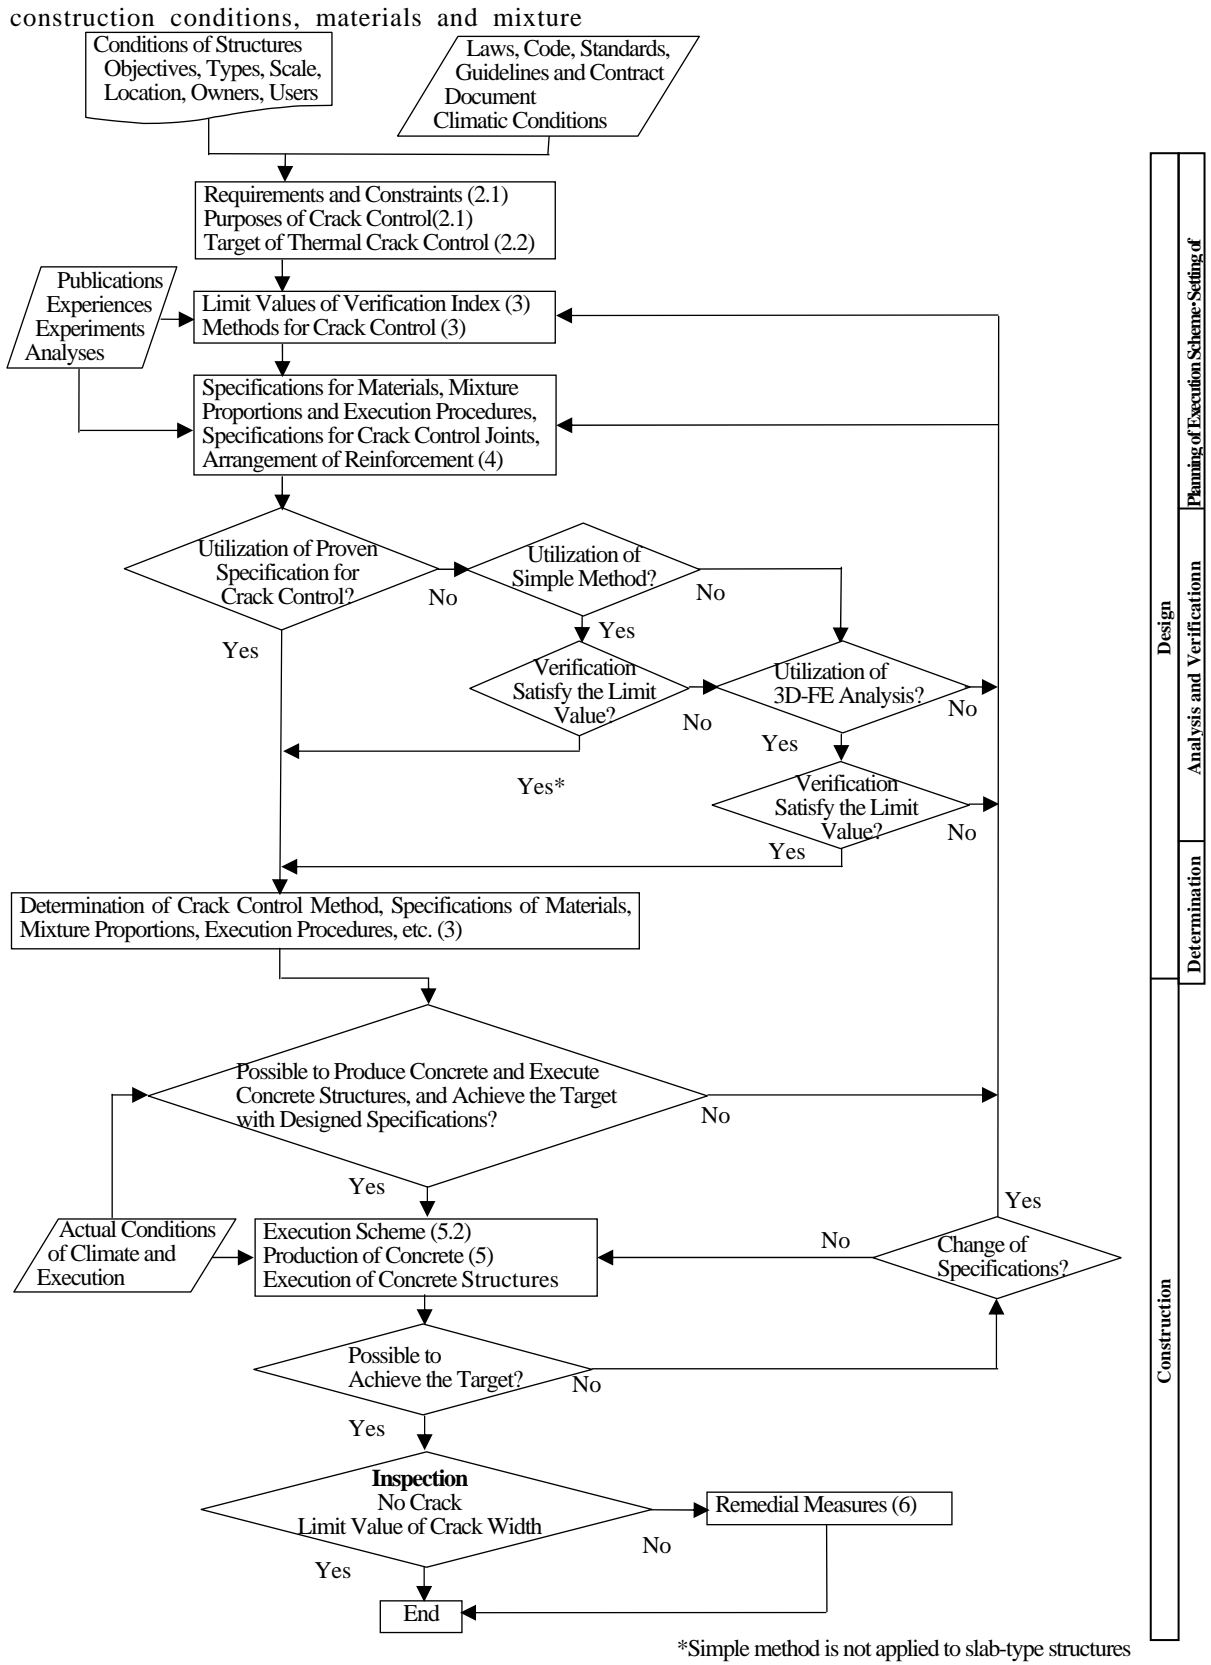 construction conditions, materials and mixture
Conditions of Structures
Objectives, Types, Scale,
Location, Owners, Users
Laws, Code, Standards,
Guidelines and Contract
Document
Climatic Conditions
Requirements and Constraints (2.1)
Purposes of Crack Control(2.1)
Target of Thermal Crack Control (2.2)
Publications
Experiences
Experiments
Analyses
Limit Values of Verification Index (3)
Methods for Crack Control (3)
Specifications for Materials, Mixture
Proportions and Execution Procedures,
Specifications for Crack Control Joints,
Arrangement of Reinforcement (4)
Utilization of Proven
Specification for
Crack Control?
No
Yes
Utilization of
Simple Method?
No
Yes
Verification
Satisfy the Limit
Value?
No
Yes*
Utilization of
3D-FE Analysis?
No
Yes
Verification
Satisfy the Limit
Value?
No
Yes
Determination of Crack Control Method, Specifications of Materials,
Mixture Proportions, Execution Procedures, etc. (3)
Possible to Produce Concrete and Execute
Concrete Structures, and Achieve the Target
with Designed Specifications?
No
Yes
Actual Conditions
of Climate and
Execution
Execution Scheme (5.2)
Production of Concrete (5)
Execution of Concrete Structures
No
Change of
Specifications?
Yes
Possible to
Achieve the Target?
No
Yes
Inspection
No Crack
Limit Value of Crack Width
No
Yes
Remedial Measures (6)
End
*Simple method is not applied to slab-type structures
Design
Construction
Planning of Execution Scheme•Setting of
Analysis and Verificationn
Determination